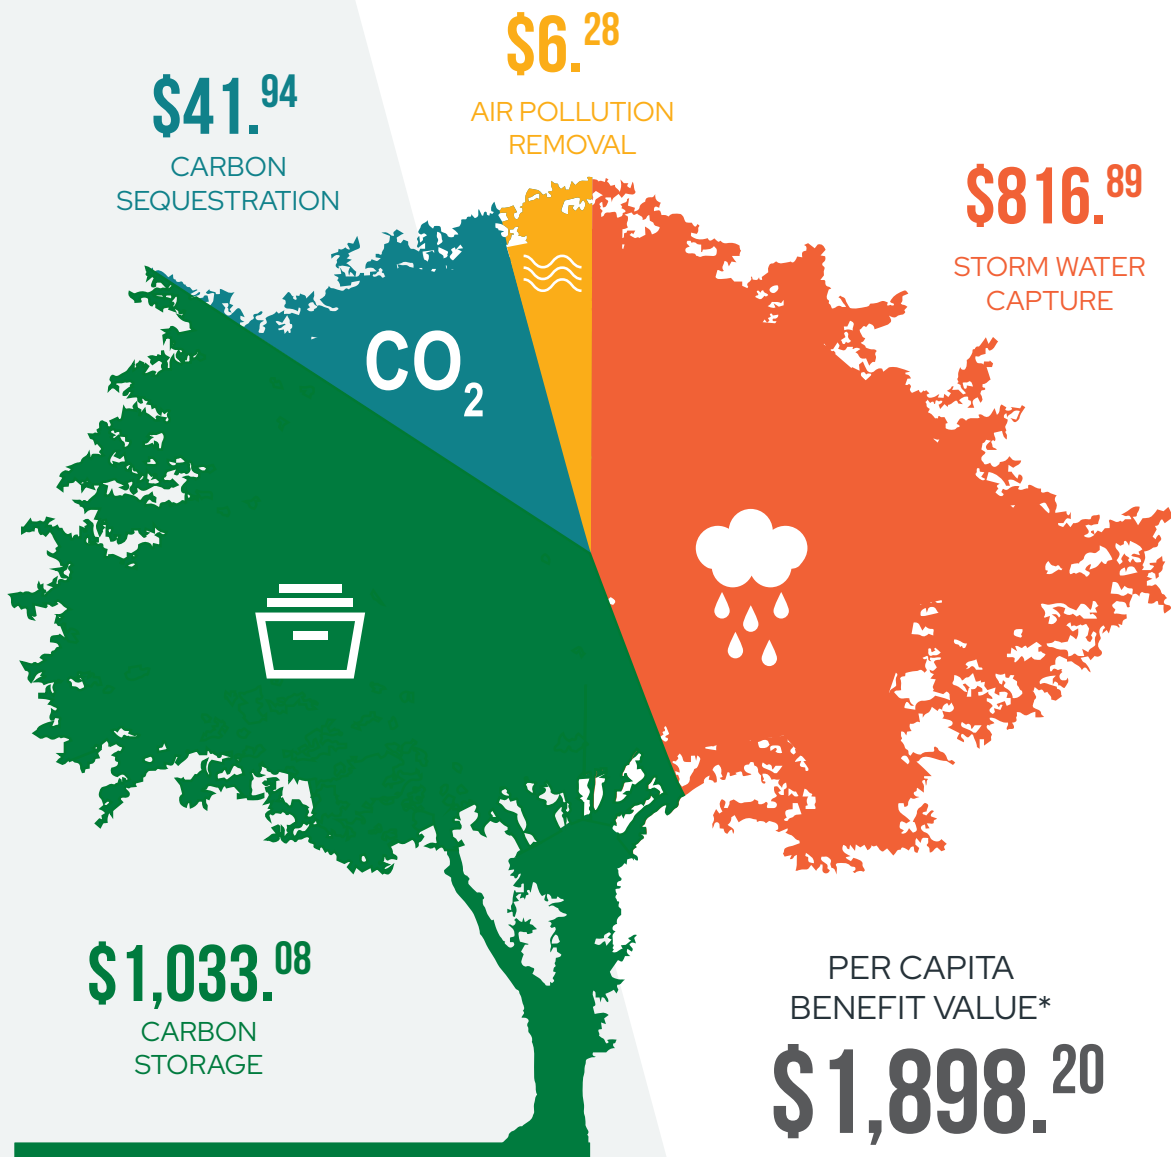 $6.28
AIR POLLUTION
REMOVAL
$41.94
CARBON
SEQUESTRATION
$816.89
STORM WATER
CAPTURE
CO2
$1,033.08
CARBON
STORAGE
PER CAPITA
BENEFIT VALUE*
$1,898.20